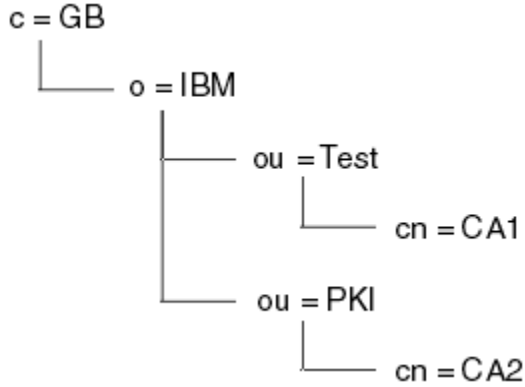 c = GB
o = IBM
ou = Test
cn = CA1
ou = PKI
cn = CA2